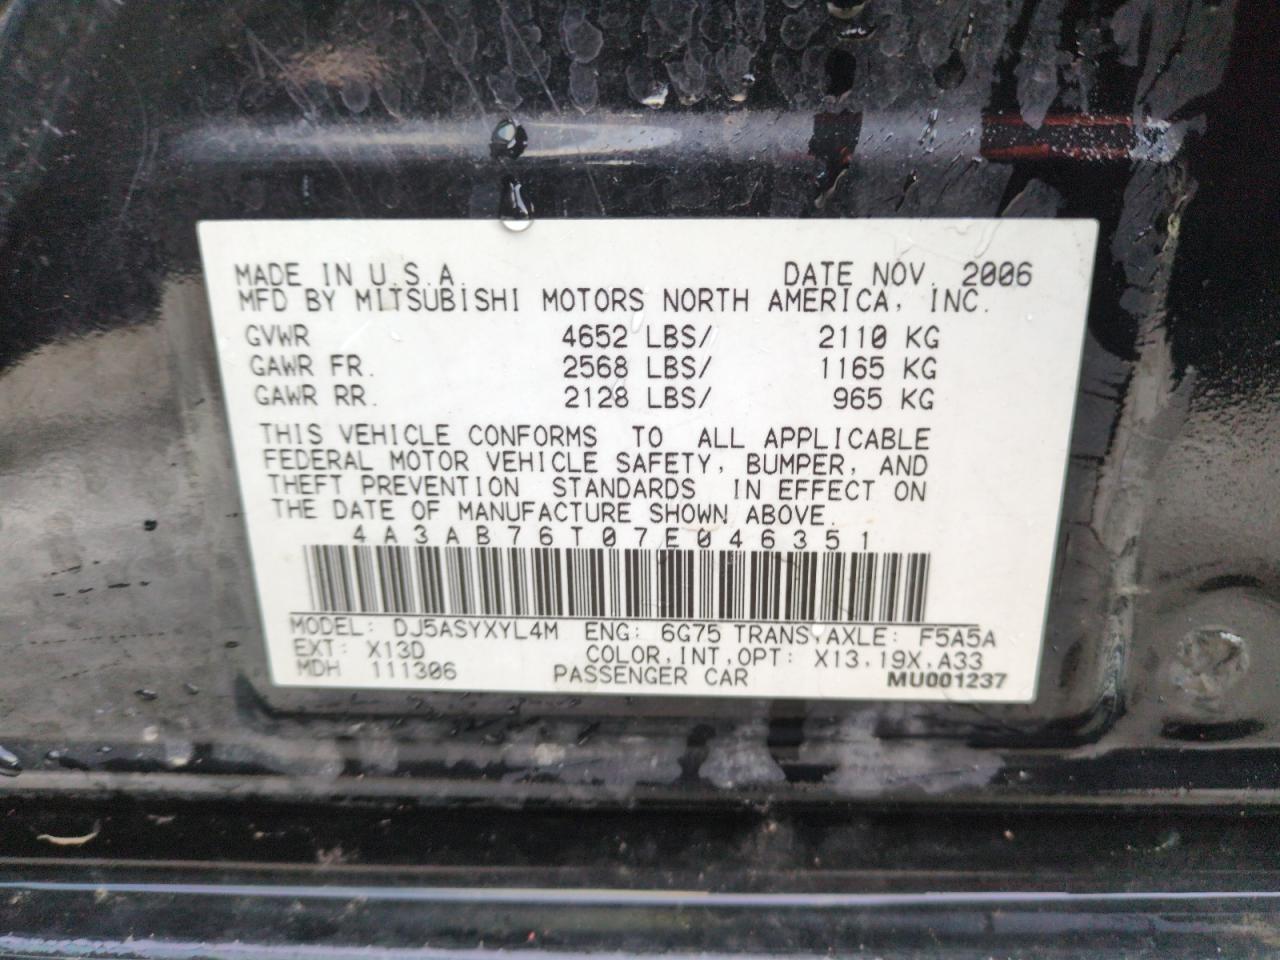 MADE IN U.S.A. DATE NOV. 2006
MFD BY MITSUBISHI MOTORS NORTH AMERICA, INC.
GVWR 4652 LBS/ 2110 KG
GAWR FR. 2568 LBS/ 1165 KG
GAWR RR. 2128 LBS/ 965 KG
THIS VEHICLE CONFORMS TO ALL APPLICABLE
FEDERAL MOTOR VEHICLE SAFETY, BUMPER, AND
THEFT PREVENTION STANDARDS IN EFFECT ON
THE DATE OF MANUFACTURE SHOWN ABOVE.
4A3AB76T07E046351
MODEL: DJ5ASYXYL4M ENG: 6G75 TRANS/AXLE: F5A5A
EXT: X13D COLOR,INT,OPT: X13,19X,A33
MDH 111306 PASSENGER CAR MU001237